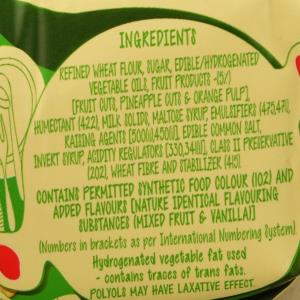 INGREDIENTS
REFINED WHEAT FLOUR, SUGAR, EDIBLE/HYDROGENATED
VEGETABLE OILS, FRUIT PRODUCTS -(5%)
[FRUIT CUTS, PINEAPPLE CUTS & ORANGE PULP],
HUMECTANT (422), MILK SOLIDS, MALTOSE SYRUP, EMULSIFIERS (475,471),
RAISING AGENTS [500(II),450(I)], EDIBLE COMMON SALT,
INVERT SYRUP, ACIDITY REGULATORS [330,341(I)], CLASS II PRESERVATIVE
(202), WHEAT FIBRE AND STABILIZER (415).
CONTAINS PERMITTED SYNTHETIC FOOD COLOUR (102) AND
ADDED FLAVOURS [NATURE IDENTICAL FLAVOURING
SUBSTANCES (MIXED FRUIT & VANILLA)]
(Numbers in brackets as per International Numbering System).
Hydrogenated vegetable fat used
- contains traces of trans fats.
POLYOLS MAY HAVE LAXATIVE EFFECT.